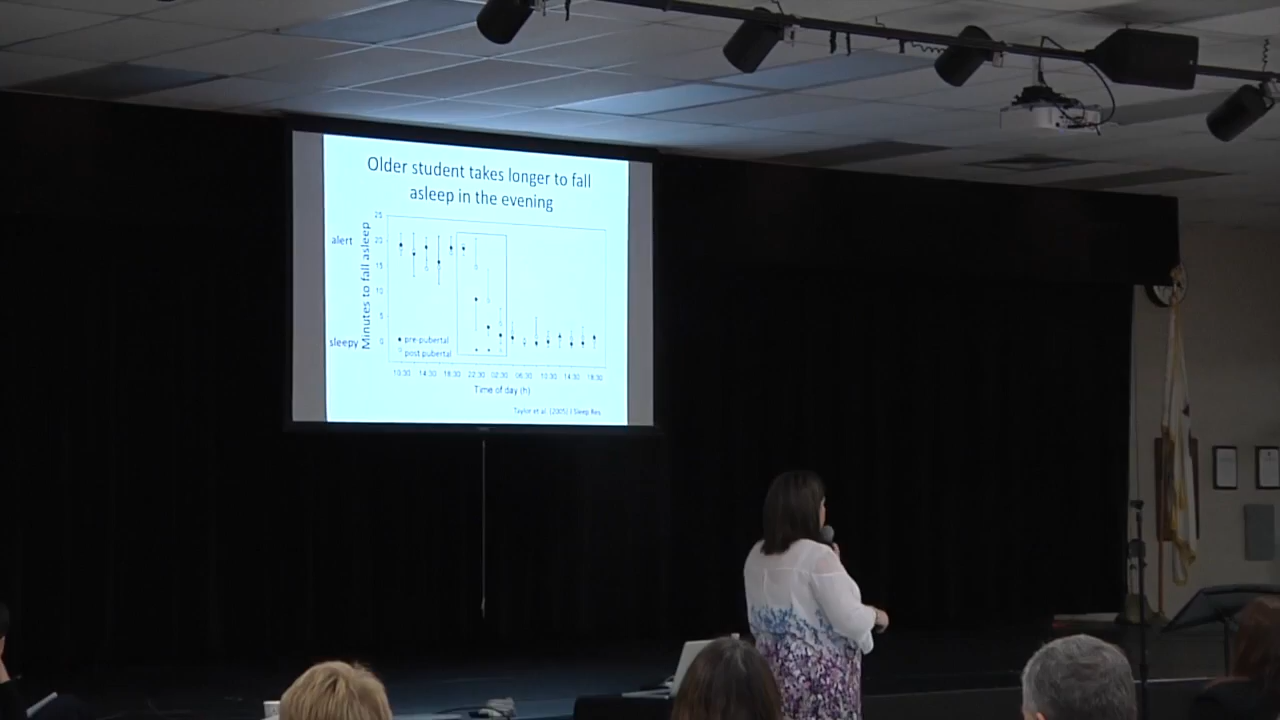 Older student takes longer to fall
asleep in the evening
Minutes to fall asleep
alert
sleepy
25
20
15
10
5
0
pre-pubertal
post pubertal
10:30 14:30 18:30 22:30 02:30 06:30 10:30 14:30 18:30
Time of day (h)
Taylor et al. (2005) J Sleep Res